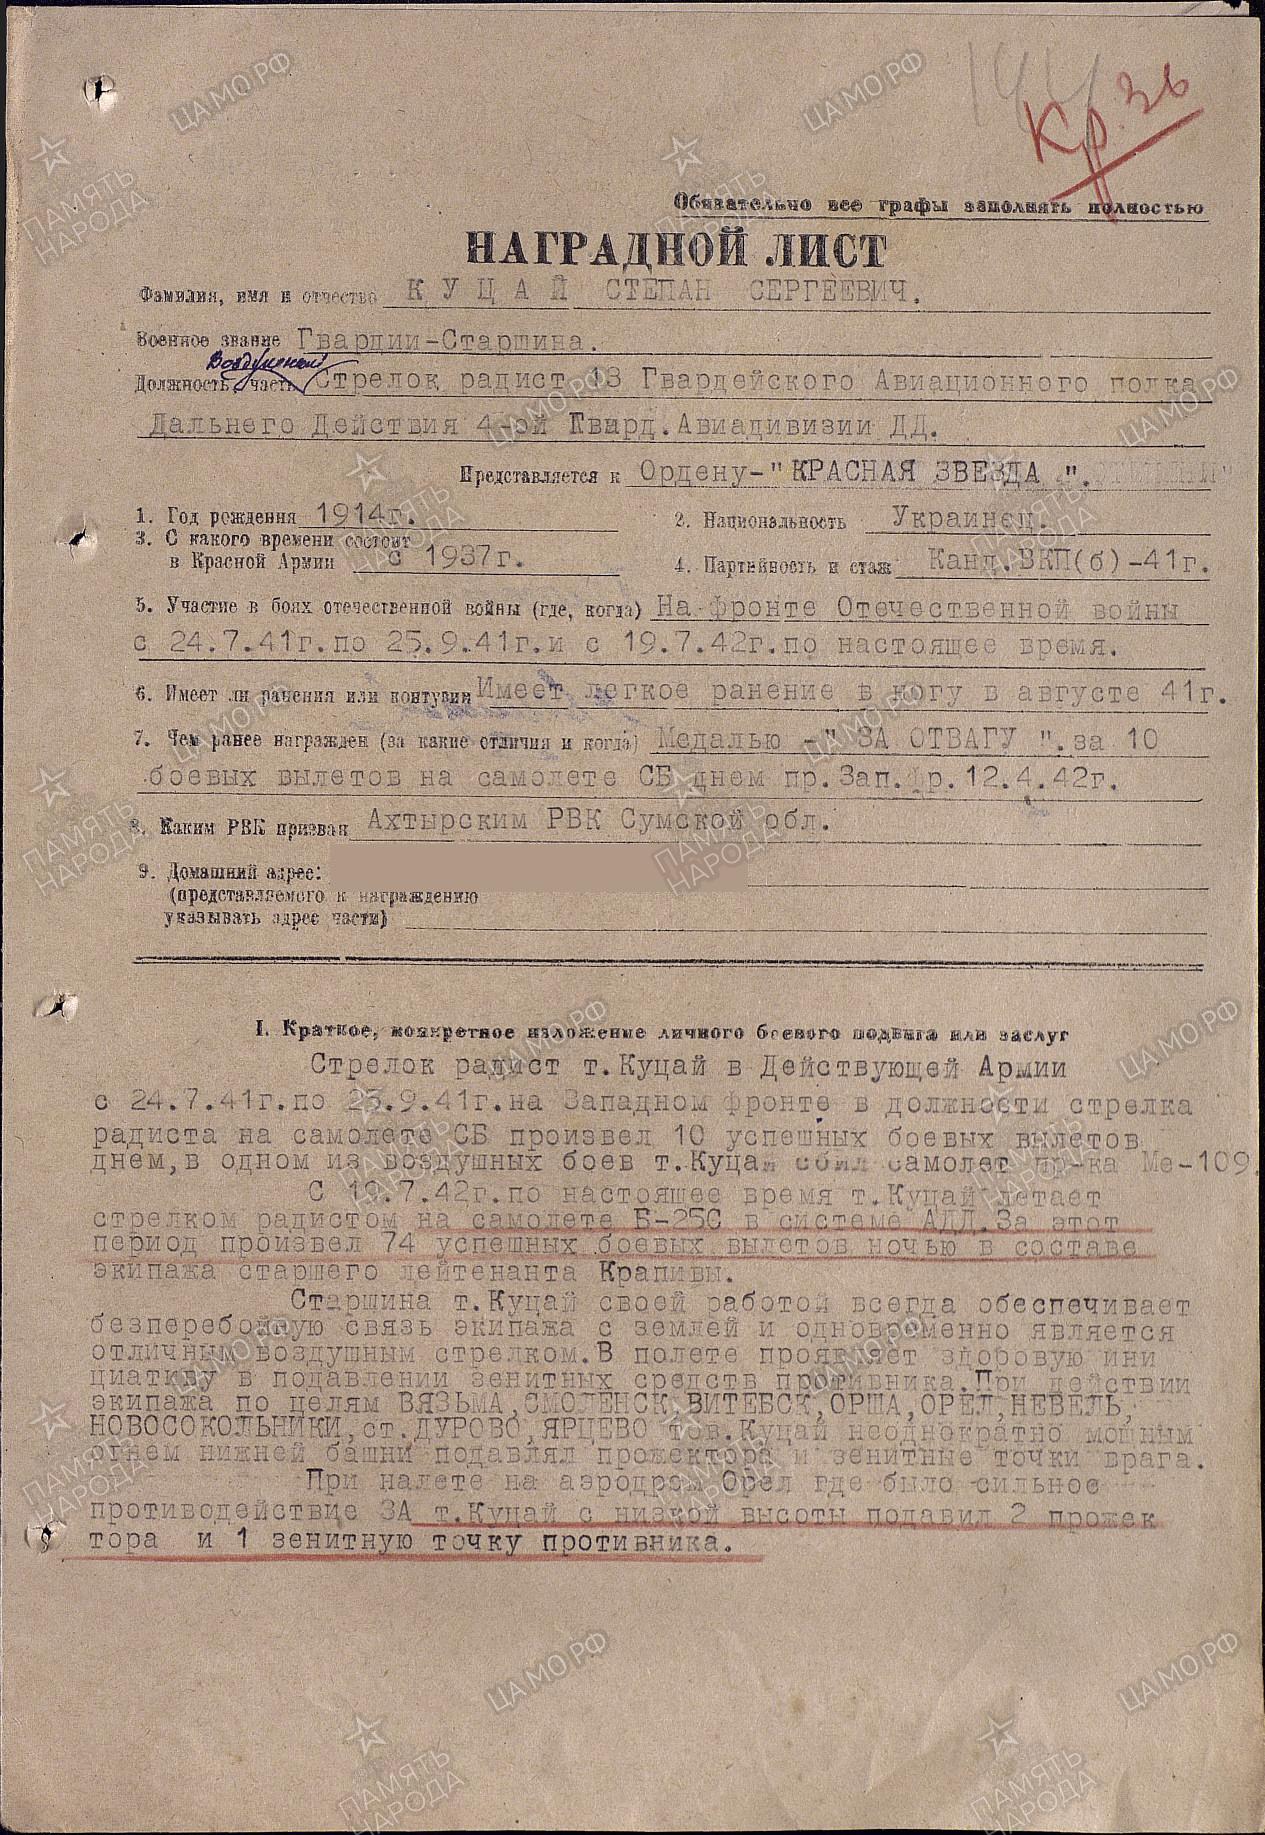 144
Кр. 36
Обязательно все графы заполнять полностью
НАГРАДНОЙ ЛИСТ
Фамилия, имя и отчество К У Ц А Й СТЕПАН СЕРГЕЕВИЧ.
Военное звание Гвардии-Старшина.
Воздушный
Должность, часть Стрелок радист 13 Гвардейского Авиационного полка
Дальнего Действия 4-ой Гвард.Авиадивизии ДД.
Представляется к Ордену-"КРАСНАЯ ЗВЕЗДА ".
1. Год рождения 1914г. 2. Национальность Украинец.
3. С какого времени состоит
в Красной Армии с 1937г. 4. Партийность и стаж Канд.ВКП(б)-41г.
5. Участие в боях отечественной войны (где, когда) На фронте Отечественной войны
с 24.7.41г.по 25.9.41г.и с 19.7.42г.по настоящее время.
6. Имеет ли ранения или контузии Имеет легкое ранение в ногу в августе 41г.
7. Чем ранее награжден (за какие отличия и когда) Медалью -" ЗА ОТВАГУ ".за 10
боевых вылетов на самолете СБ днем пр.Зап.фр.12.4.42г.
8. Каким РВК призван Ахтырским РВК Сумской обл.
9. Домашний адрес:
(представляемого к награждению
указывать адрес части)
I. Краткое, конкретное изложение личного боевого подвига или заслуг
Стрелок радист т.Куцай в Действующей Армии
с 24.7.41г.по 25.9.41г.на Западном фронте в должности стрелка
радиста на самолете СБ произвел 10 успешных боевых вылетов
днем,в одном из воздушных боев т.Куцай сбил самолет пр-ка Ме-109.
С 19.7.42г.по настоящее время т.Куцай летает
стрелком радистом на самолете Б-25С в системе АДД.За этот
период произвел 74 успешных боевых вылетов ночью в составе
экипажа старшего лейтенанта Крапивы.
Старшина т.Куцай своей работой всегда обеспечивает
безперебойную связь экипажа с землей и одновременно является
отличным воздушным стрелком.В полете проявляет здоровую ини
циативу в подавлении зенитных средств противника.При действии
экипажа по целям ВЯЗЬМА,СМОЛЕНСК,ВИТЕБСК,ОРША,ОРЕЛ,НЕВЕЛЬ,
НОВОСОКОЛЬНИКИ,ст.ДУРОВО,ЯРЦЕВО тов.Куцай неоднократно мощным
огнем нижней башни подавлял прожектора и зенитные точки врага.
При налете на аэродром Орел где было сильное
противодействие ЗА т.Куцай с низкой высоты подавил 2 прожек
тора и 1 зенитную точку противника.
ПАМЯТЬ НАРОДА
ЦАМО.РФ